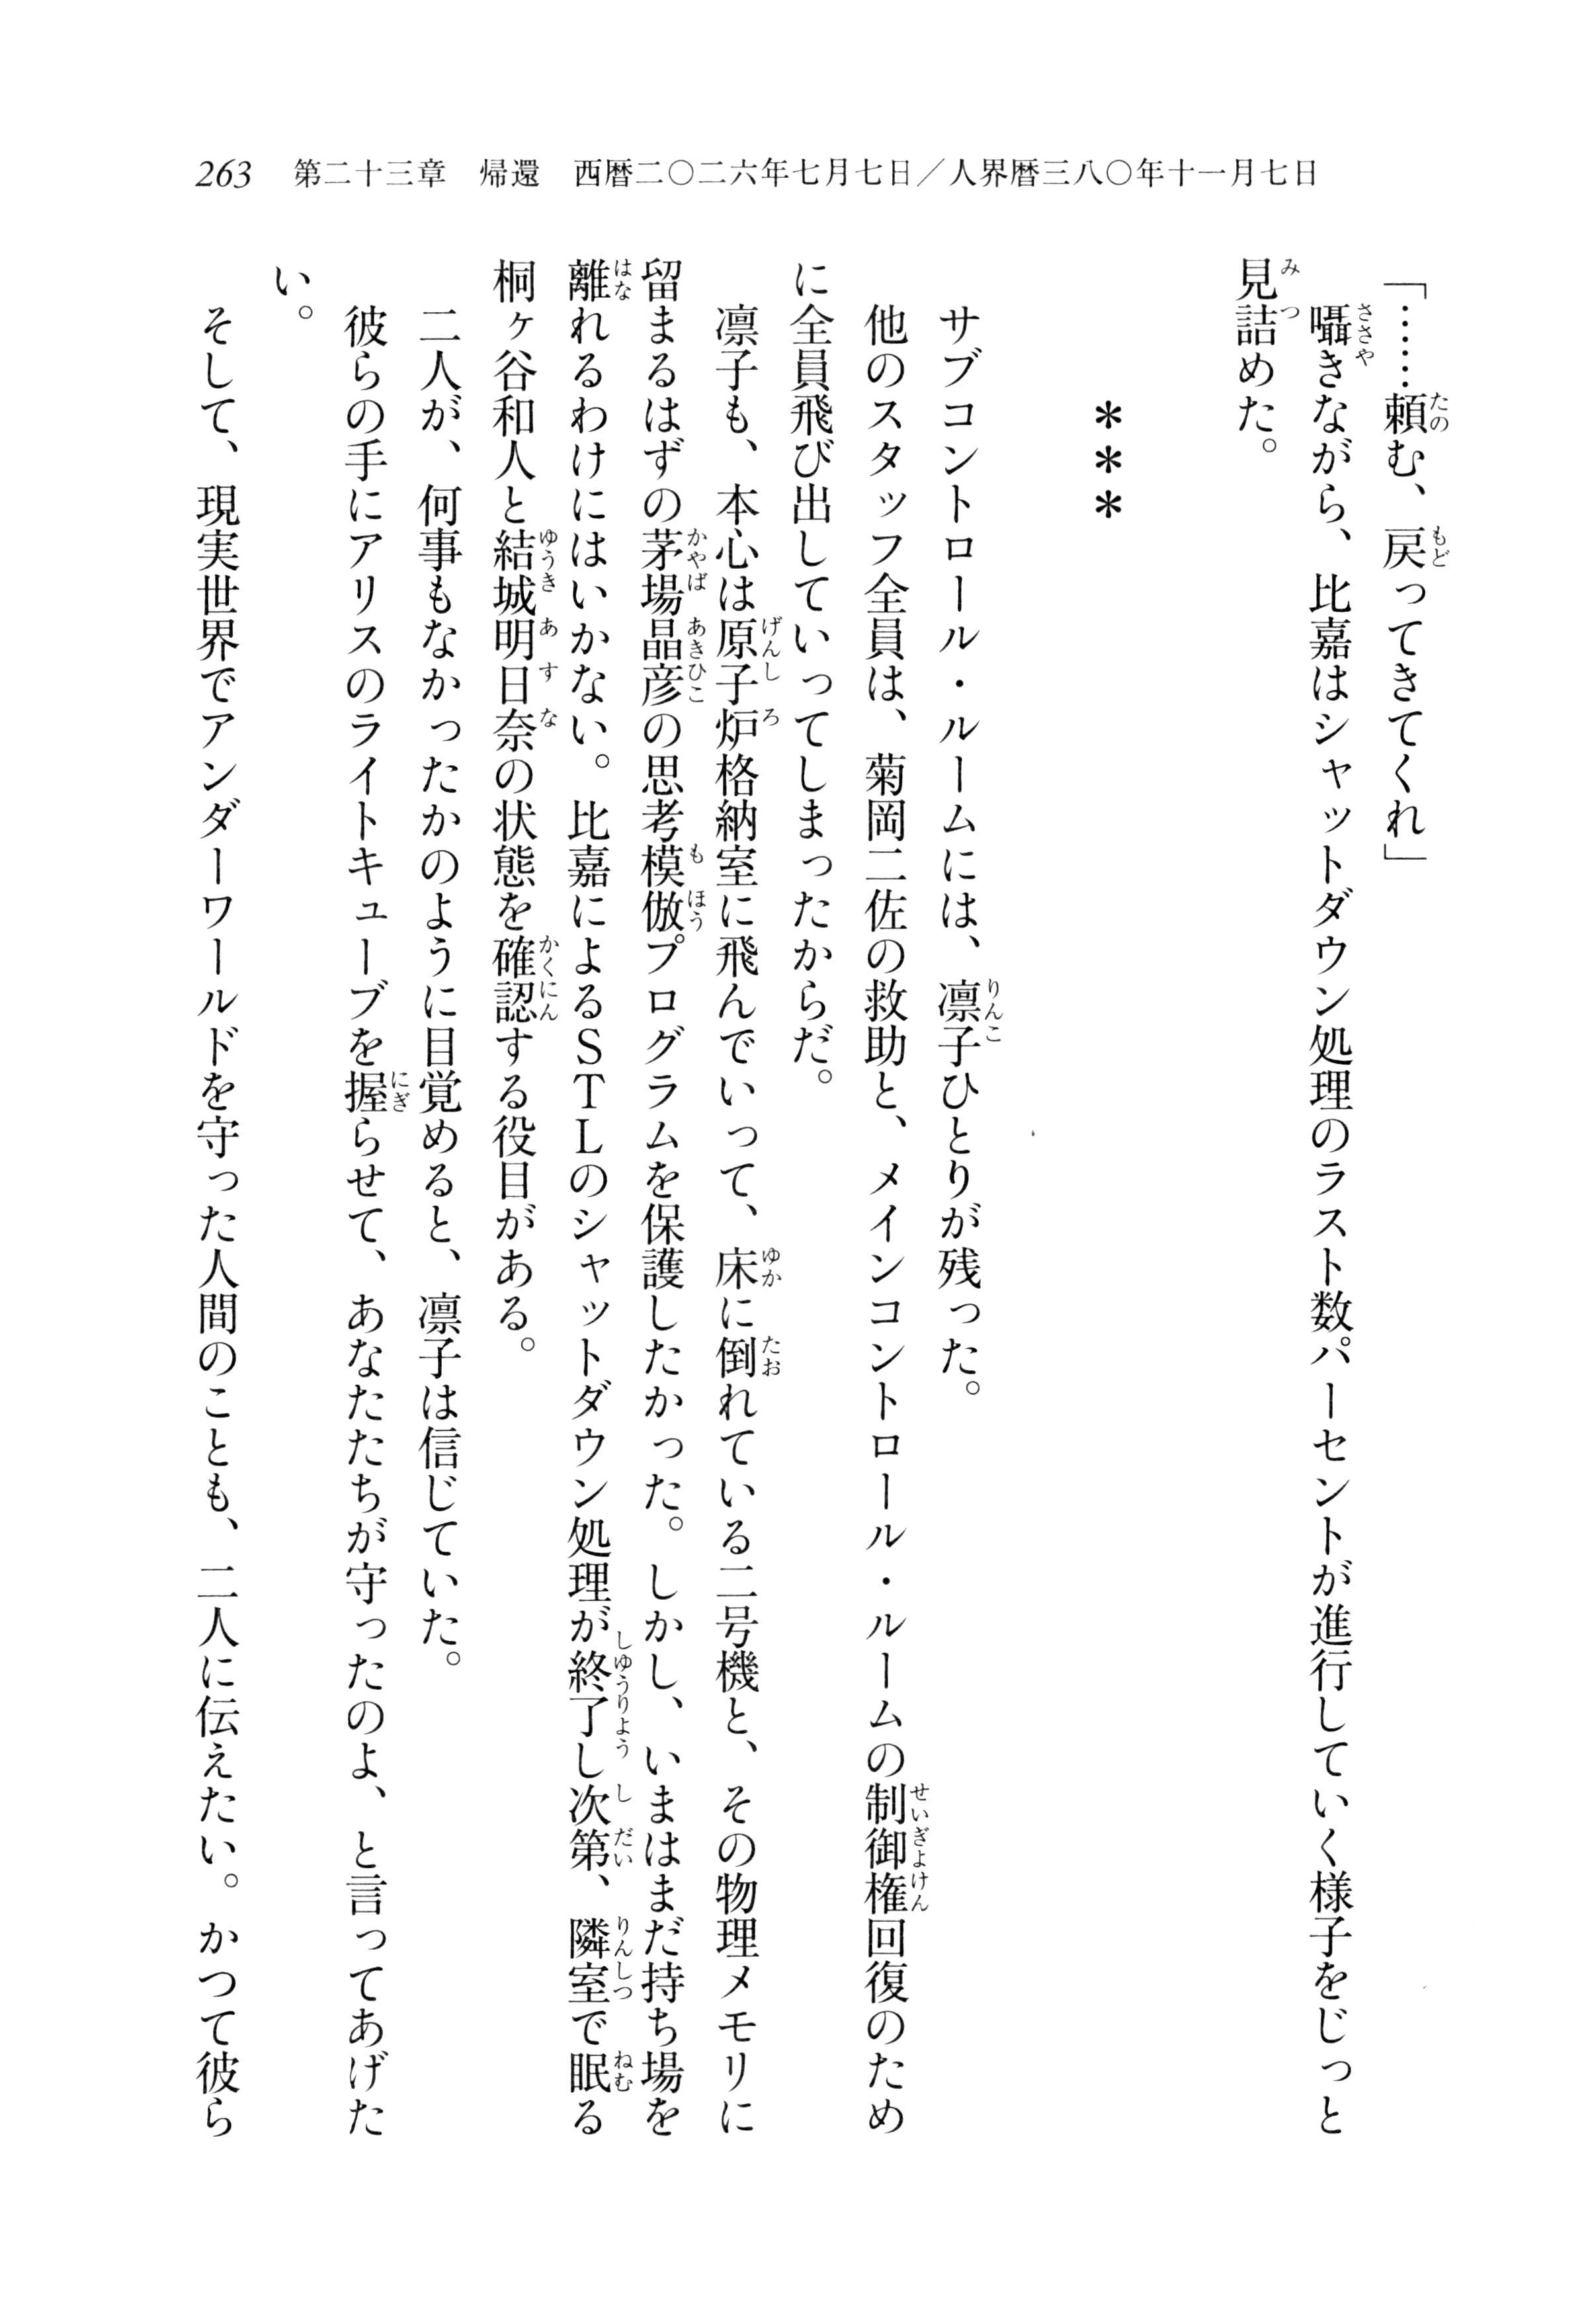 263　第二十三章　帰還　西暦二〇二六年七月七日／人界暦三八〇年十一月七日
「……頼む、戻ってきてくれ」
　囁きながら、比嘉はシャットダウン処理のラスト数パーセントが進行していく様子をじっと
見詰めた。
＊＊＊
　サブコントロール・ルームには、凛子ひとりが残った。
　他のスタッフ全員は、菊岡二佐の救助と、メインコントロール・ルームの制御権回復のため
に全員飛び出していってしまったからだ。
　凛子も、本心は原子炉格納室に飛んでいって、床に倒れている二号機と、その物理メモリに
留まるはずの茅場晶彦の思考模倣プログラムを保護したかった。しかし、いまはまだ持ち場を
離れるわけにはいかない。比嘉によるＳＴＬのシャットダウン処理が終了し次第、隣室で眠る
桐ヶ谷和人と結城明日奈の状態を確認する役目がある。
　二人が、何事もなかったかのように目覚めると、凛子は信じていた。
　彼らの手にアリスのライトキューブを握らせて、あなたたちが守ったのよ、と言ってあげた
い。
　そして、現実世界でアンダーワールドを守った人間のことも、二人に伝えたい。かつて彼ら